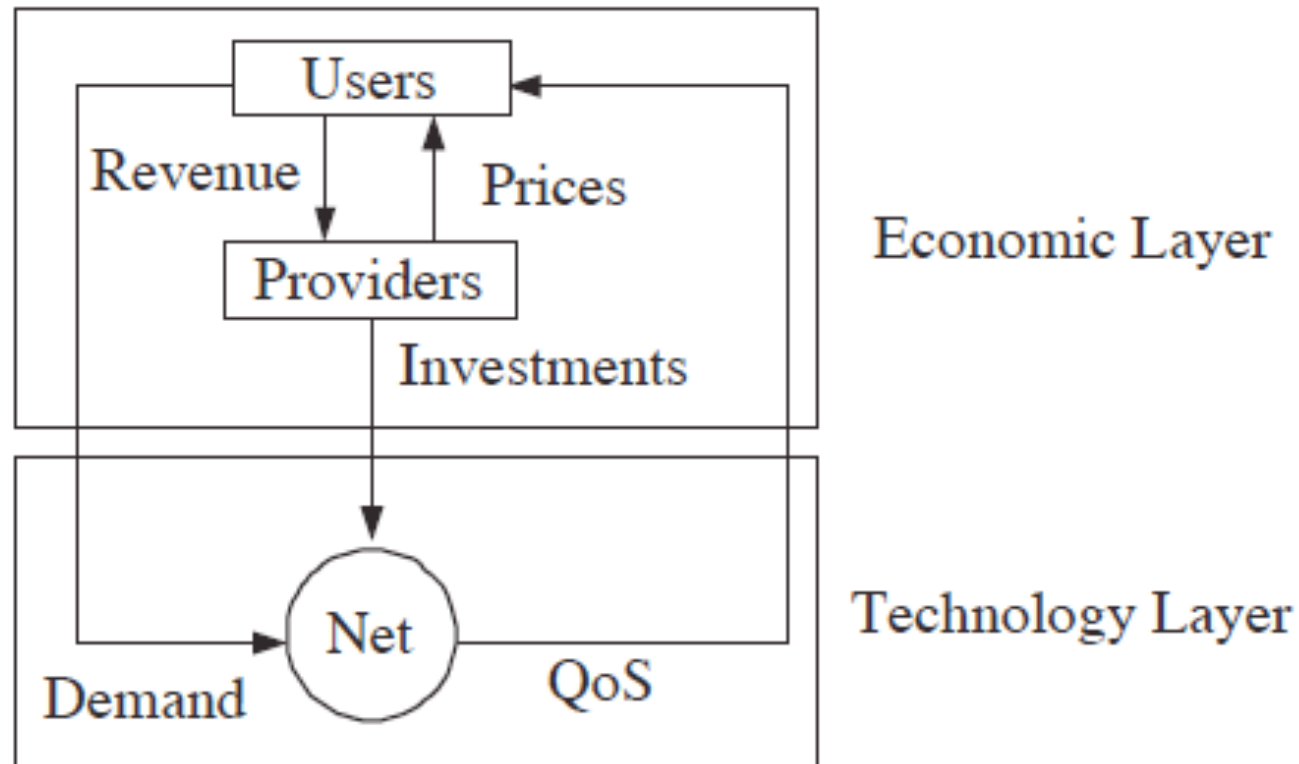 Users
Revenue
Prices
Economic Layer
Providers
Investments
Net
Technology Layer
QoS
Demand